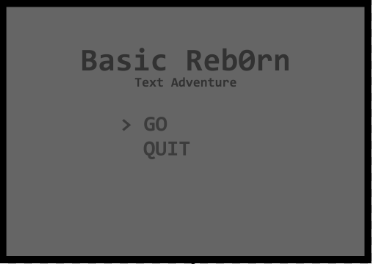 Basic Reb0rn
Text Adventure
> GO
QUIT